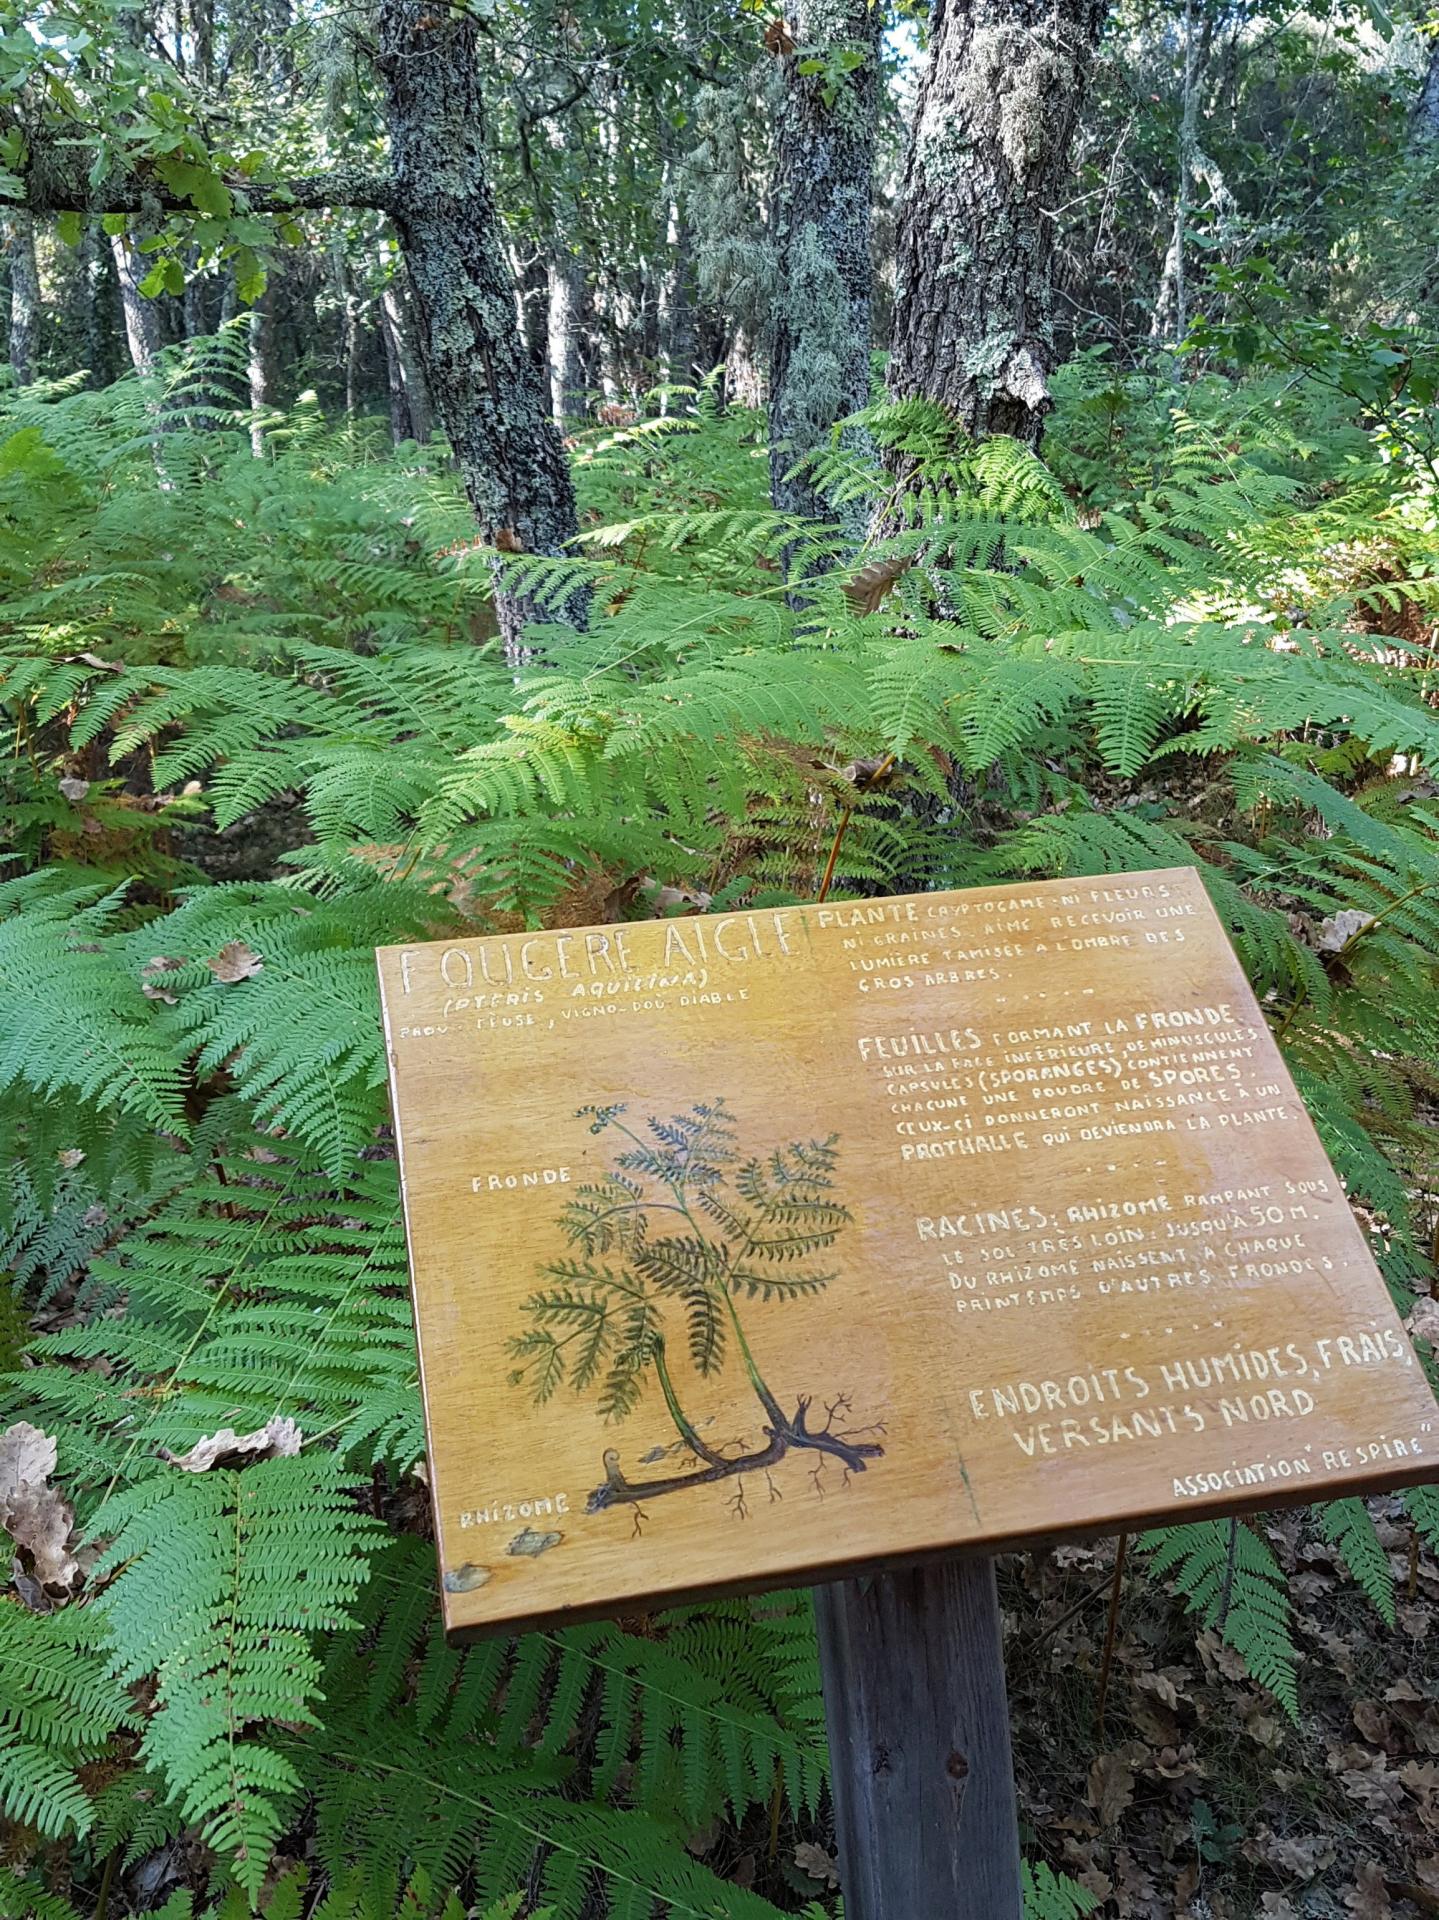 FOUGÈRE AIGLE
(PTERIS AQUILINA)
PROV: FÈUSE, VIGNO-DOÙ-DIABLE
FRONDE
RHIZOME
PLANTE CRYPTOGAME: NI FLEURS
NI GRAINES. AIME RECEVOIR UNE
LUMIÈRE TAMISÉE A L'OMBRE DES
GROS ARBRES.
FEUILLES FORMANT LA FRONDE.
SUR LA FACE INFÉRIEURE, DE MINUSCULES
CAPSULES (SPORANGES) CONTIENNENT
CHACUNE UNE POUDRE DE SPORES.
CEUX-CI DONNERONT NAISSANCE À UN
PROTHALLE QUI DEVIENDRA LA PLANTE.
RACINES: RHIZOME RAMPANT SOUS
LE SOL TRÈS LOIN: JUSQU'À 50 M.
DU RHIZOME NAISSENT A CHAQUE
PRINTEMPS D'AUTRES FRONDES.
ENDROITS HUMIDES, FRAIS,
VERSANTS NORD
ASSOCIATION "RESPIRE"